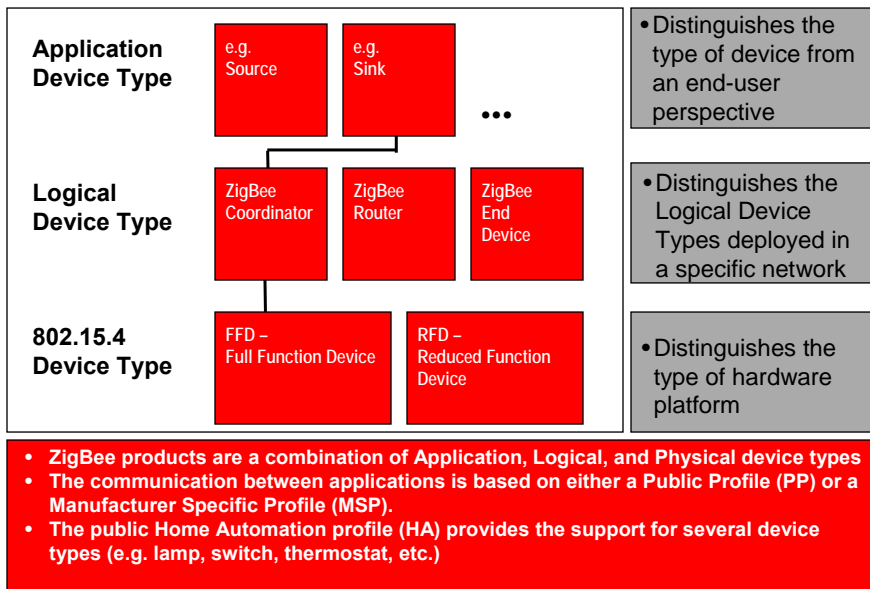 Application
Device Type
e.g.
Source
e.g.
Sink
...
• Distinguishes the
type of device from
an end-user
perspective
Logical
Device Type
ZigBee
Coordinator
ZigBee
Router
ZigBee
End
Device
• Distinguishes the
Logical Device
Types deployed in
a specific network
802.15.4
Device Type
FFD –
Full Function Device
RFD –
Reduced Function
Device
• Distinguishes the
type of hardware
platform
• ZigBee products are a combination of Application, Logical, and Physical device types
• The communication between applications is based on either a Public Profile (PP) or a
Manufacturer Specific Profile (MSP).
• The public Home Automation profile (HA) provides the support for several device
types (e.g. lamp, switch, thermostat, etc.)